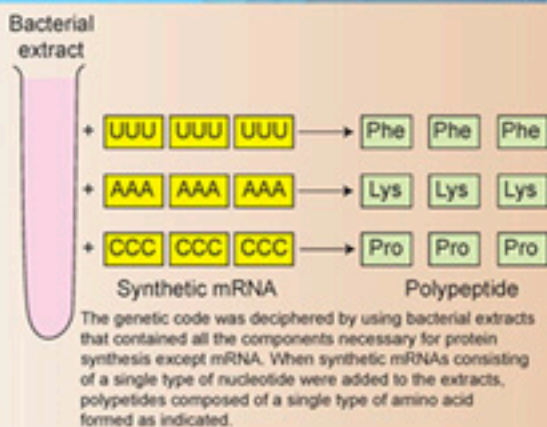 Bacterial
extract
+ UUU UUU UUU Phe Phe Phe
+ AAA AAA AAA Lys Lys Lys
+ CCC CCC CCC Pro Pro Pro
Synthetic mRNA Polypeptide
The genetic code was deciphered by using bacterial extracts
that contained all the components necessary for protein
synthesis except mRNA. When synthetic mRNAs consisting
of a single type of nucleotide were added to the extracts,
polypetides composed of a single type of amino acid
formed as indicated.